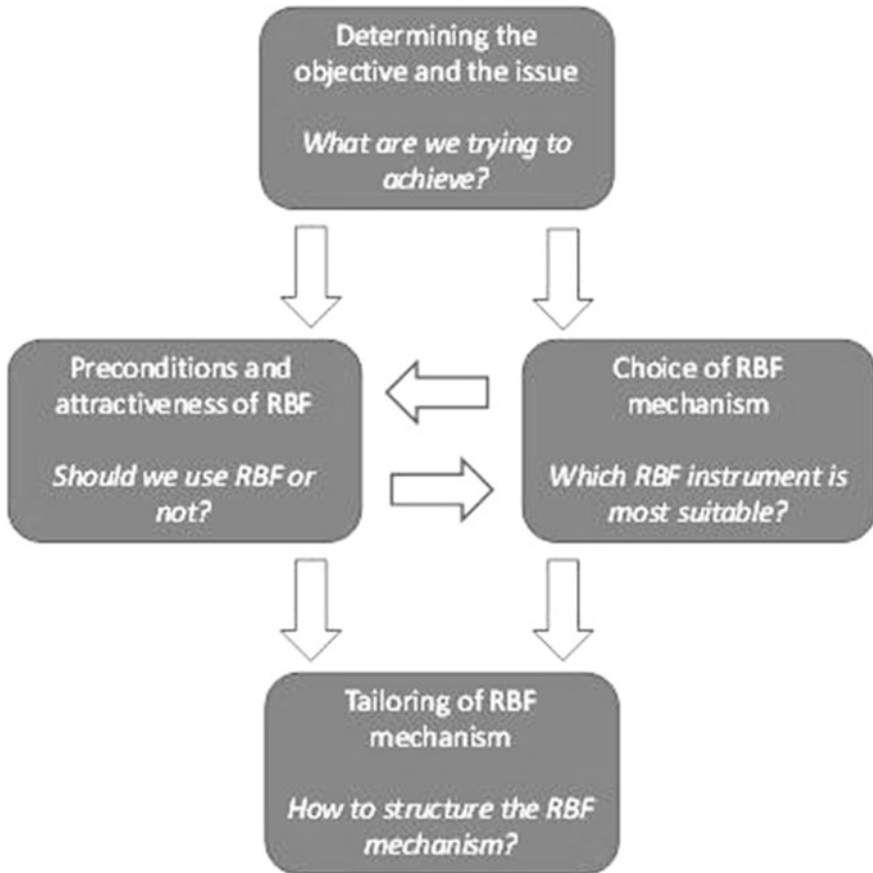 Determining the
objective and the issue
What are we trying to
achieve?
Preconditions and
attractiveness of RBF
Should we use RBF or
not?
Choice of RBF
mechanism
Which RBF instrument is
most suitable?
Tailoring of RBF
mechanism
How to structure the RBF
mechanism?